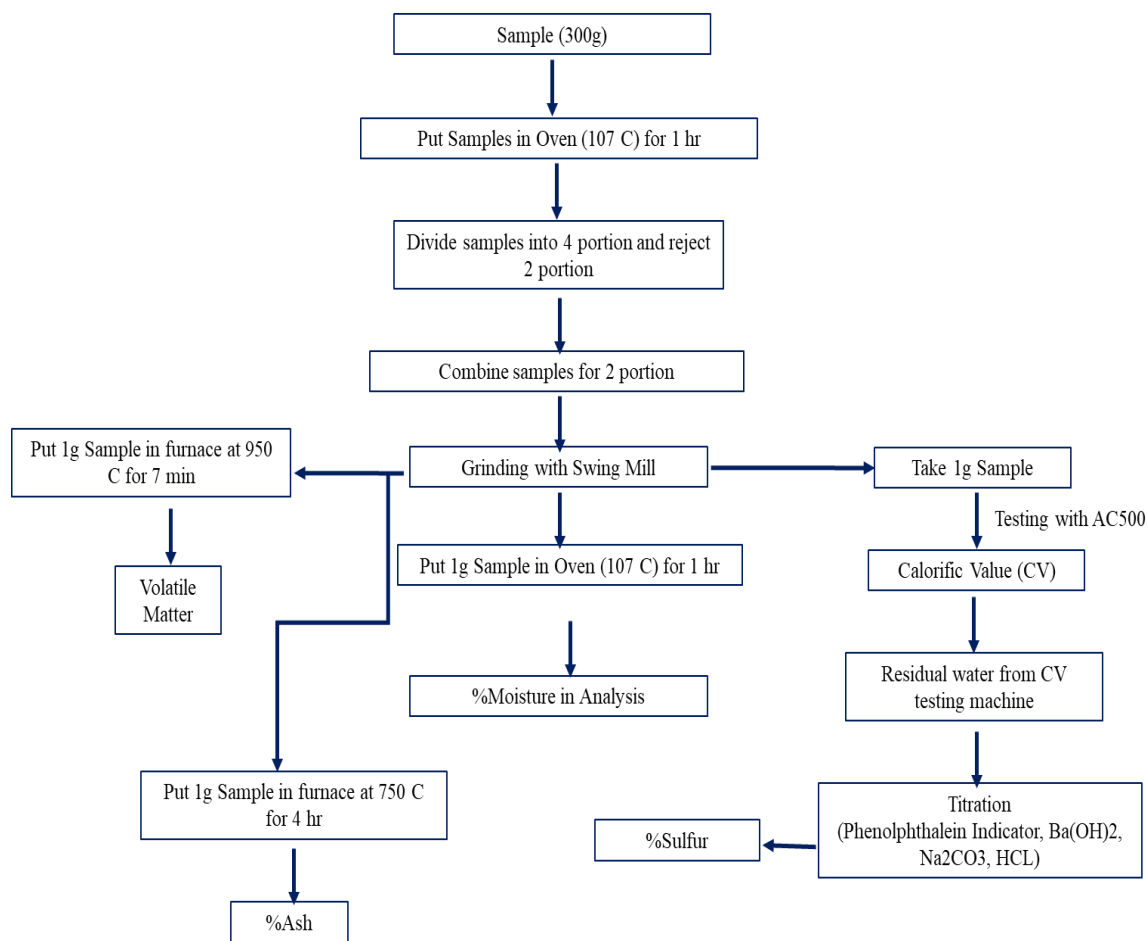 Sample (300g)
Put Samples in Oven (107 C) for 1 hr
Divide samples into 4 portion and reject
2 portion
Combine samples for 2 portion
Put 1g Sample in furnace at 950
C for 7 min
Grinding with Swing Mill
Take 1g Sample
Testing with AC500
Put 1g Sample in Oven (107 C) for 1 hr
Calorific Value (CV)
Volatile
Matter
%Moisture in Analysis
Residual water from CV
testing machine
Put 1g Sample in furnace at 750 C
for 4 hr
Titration
(Phenolphthalein Indicator, Ba(OH)2,
Na2CO3, HCL)
%Sulfur
%Ash